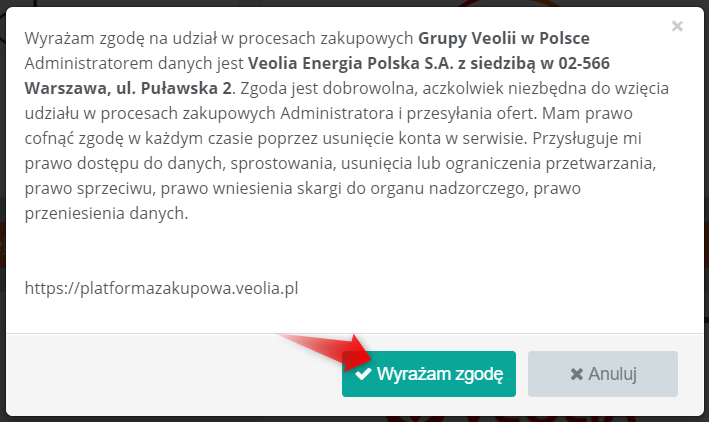 Wyrażam zgodę na udział w procesach zakupowych Grupy Veolii w Polsce
Administratorem danych jest Veolia Energia Polska S.A. z siedzibą w 02-566
Warszawa, ul. Puławska 2. Zgoda jest dobrowolna, aczkolwiek niezbędna do wzięcia
udziału w procesach zakupowych Administratora i przesyłania ofert. Mam prawo
cofnąć zgodę w każdym czasie poprzez usunięcie konta w serwisie. Przysługuje mi
prawo dostępu do danych, sprostowania, usunięcia lub ograniczenia przetwarzania,
prawo sprzeciwu, prawo wniesienia skargi do organu nadzorczego, prawo
przeniesienia danych.
https://platformazakupowa.veolia.pl
Wyrażam zgodę
Anuluj